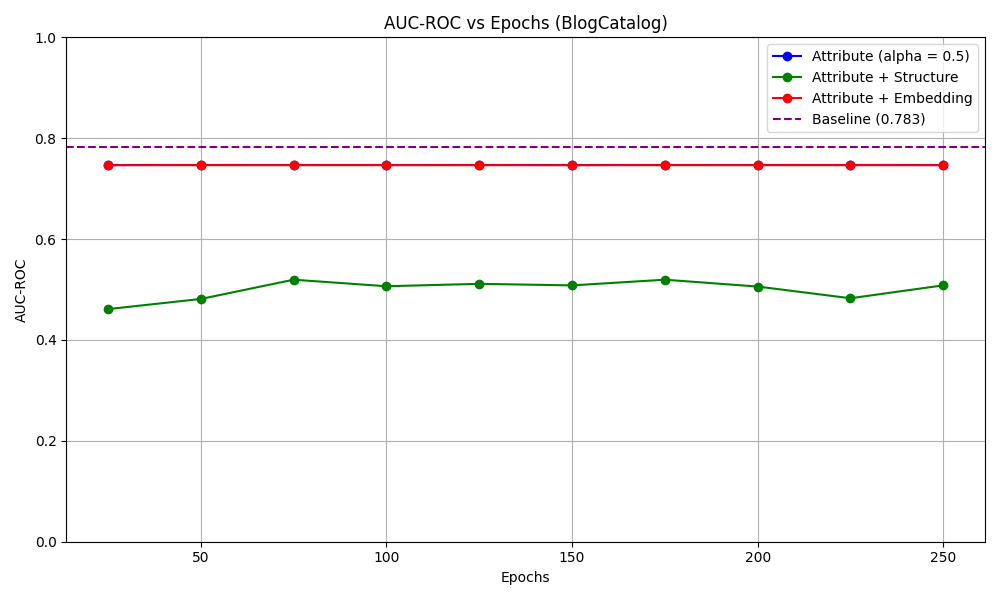 AUC-ROC vs Epochs (BlogCatalog)
1.0
0.8
0.6
0.4
0.2
0.0
AUC-ROC
Attribute (alpha = 0.5)
Attribute + Structure
Attribute + Embedding
Baseline (0.783)
50 100 150 200 250
Epochs